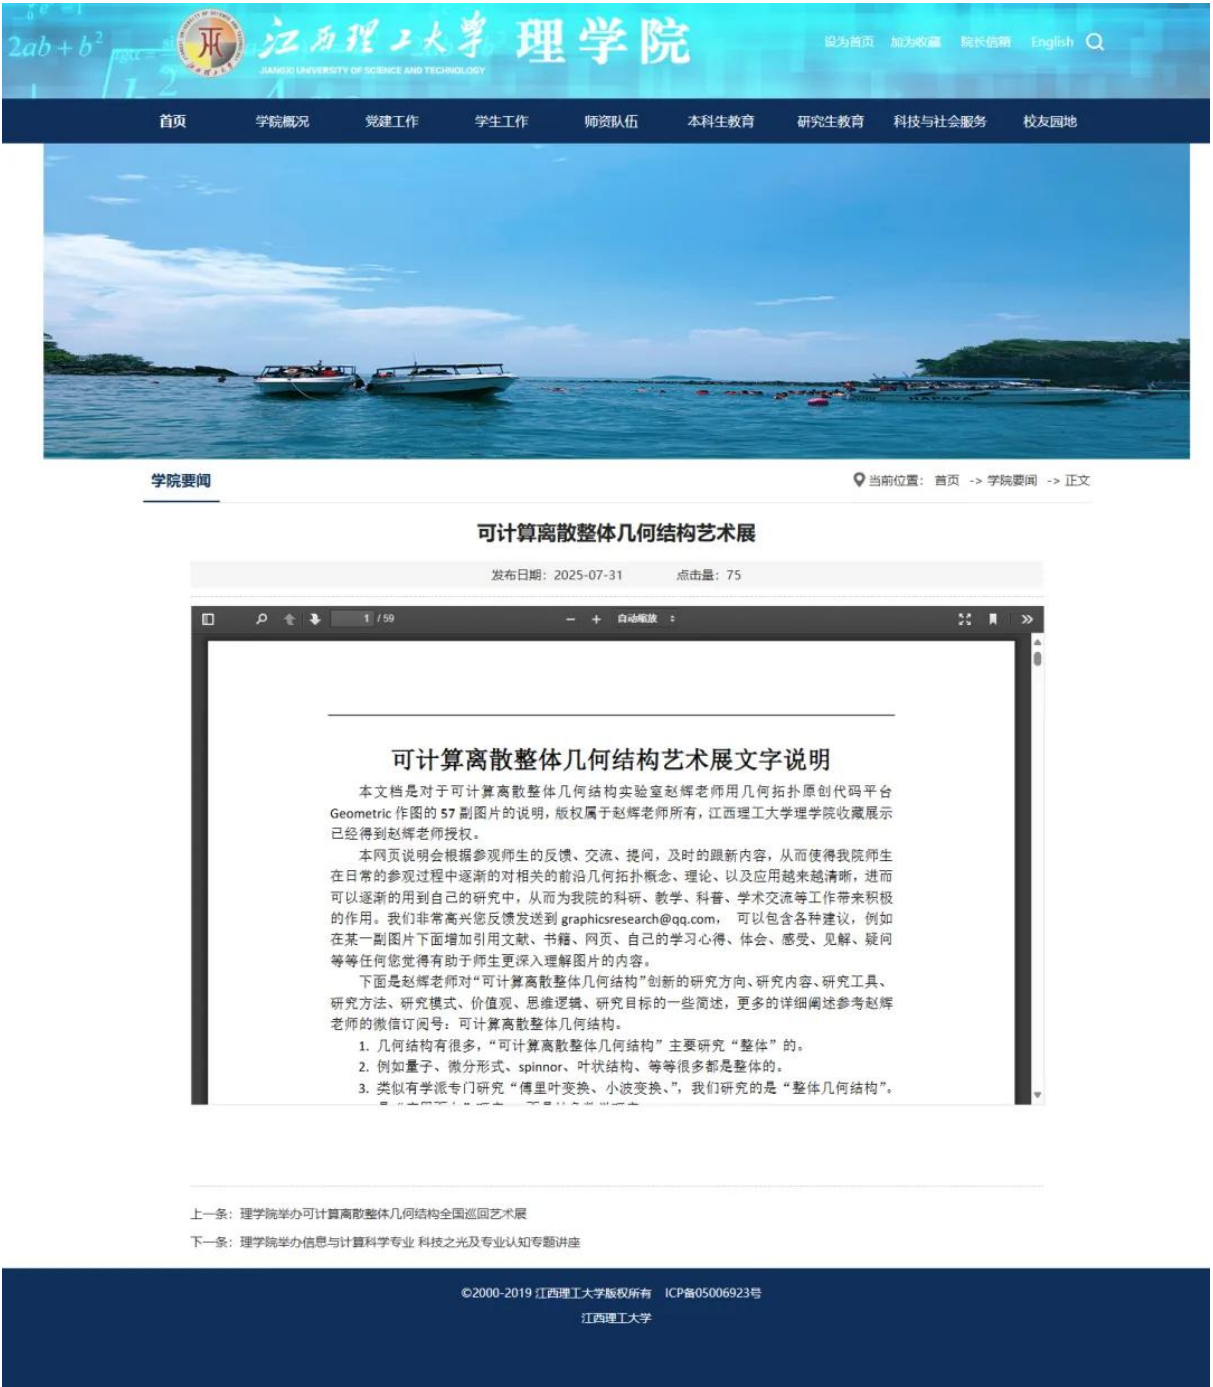 2ab + b²
江西理工大学 理学院
JIANGXI UNIVERSITY OF SCIENCE AND TECHNOLOGY
设为首页 加为收藏 院长信箱 English
首页 学院概况 党建工作 学生工作 师资队伍 本科生教育 研究生教育 科技与社会服务 校友园地
学院要闻
当前位置: 首页 -> 学院要闻 -> 正文
可计算离散整体几何结构艺术展
发布日期: 2025-07-31 点击量: 75
1 / 59 自动缩放
可计算离散整体几何结构艺术展文字说明
本文档是对于可计算离散整体几何结构实验室赵辉老师用几何拓扑原创代码平台
Geometric 作图的 57 副图片的说明，版权属于赵辉老师所有，江西理工大学理学院收藏展示
已经得到赵辉老师授权。
本网页说明会根据参观师生的反馈、交流、提问，及时的跟新内容，从而使得我院师生
在日常的参观过程中逐渐的对相关的前沿几何拓扑概念、理论、以及应用越来越清晰，进而
可以逐渐的用到自己的研究中，从而为我院的科研、教学、科普、学术交流等工作带来积极
的作用。我们非常高兴您反馈发送到 graphicsresearch@qq.com， 可以包含各种建议，例如
在某一副图片下面增加引用文献、书籍、网页、自己的学习心得、体会、感受、见解、疑问
等等任何您觉得有助于师生更深入理解图片的内容。
下面是赵辉老师对“可计算离散整体几何结构”创新的研究方向、研究内容、研究工具、
研究方法、研究模式、价值观、思维逻辑、研究目标的一些简述，更多的详细阐述参考赵辉
老师的微信订阅号：可计算离散整体几何结构。
1. 几何结构有很多，“可计算离散整体几何结构”主要研究“整体”的。
2. 例如量子、微分形式、spinnor、叶状结构、等等很多都是整体的。
3. 类似有学派专门研究“傅里叶变换、小波变换、”，我们研究的是“整体几何结构”。
上一条: 理学院举办可计算离散整体几何结构全国巡回艺术展
下一条: 理学院举办信息与计算科学专业 科技之光及专业认知专题讲座
©2000-2019 江西理工大学版权所有 ICP备05006923号
江西理工大学